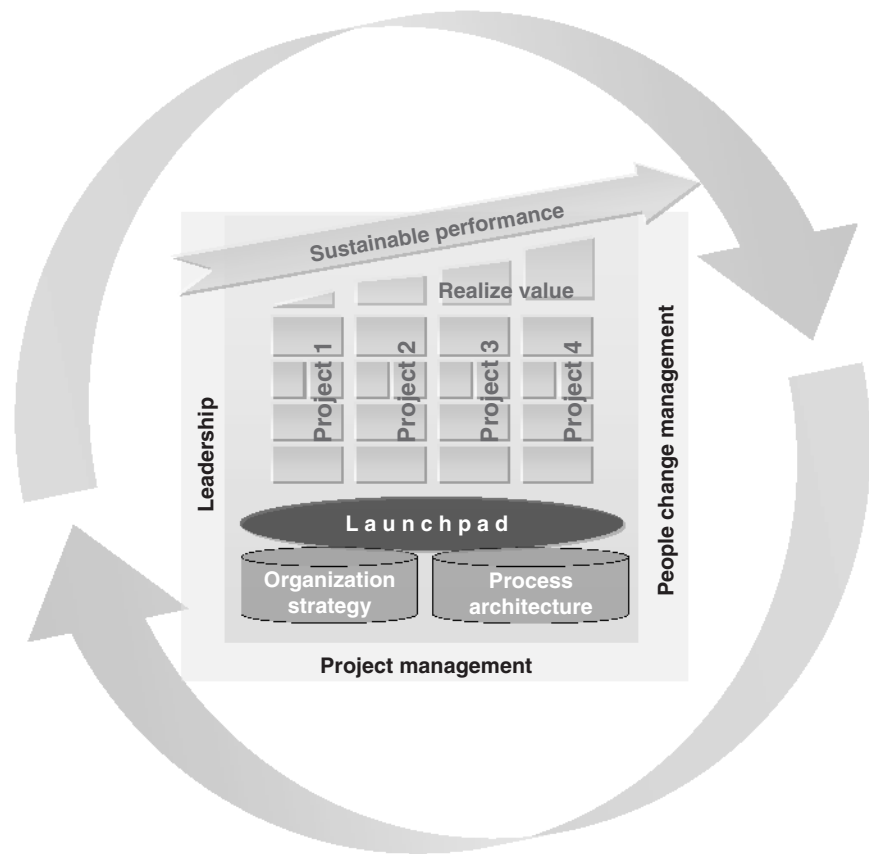 Sustainable performance
Realize value
Project 1
Project 2
Project 3
Project 4
Leadership
People change management
Launchpad
Organization
strategy
Process
architecture
Project management